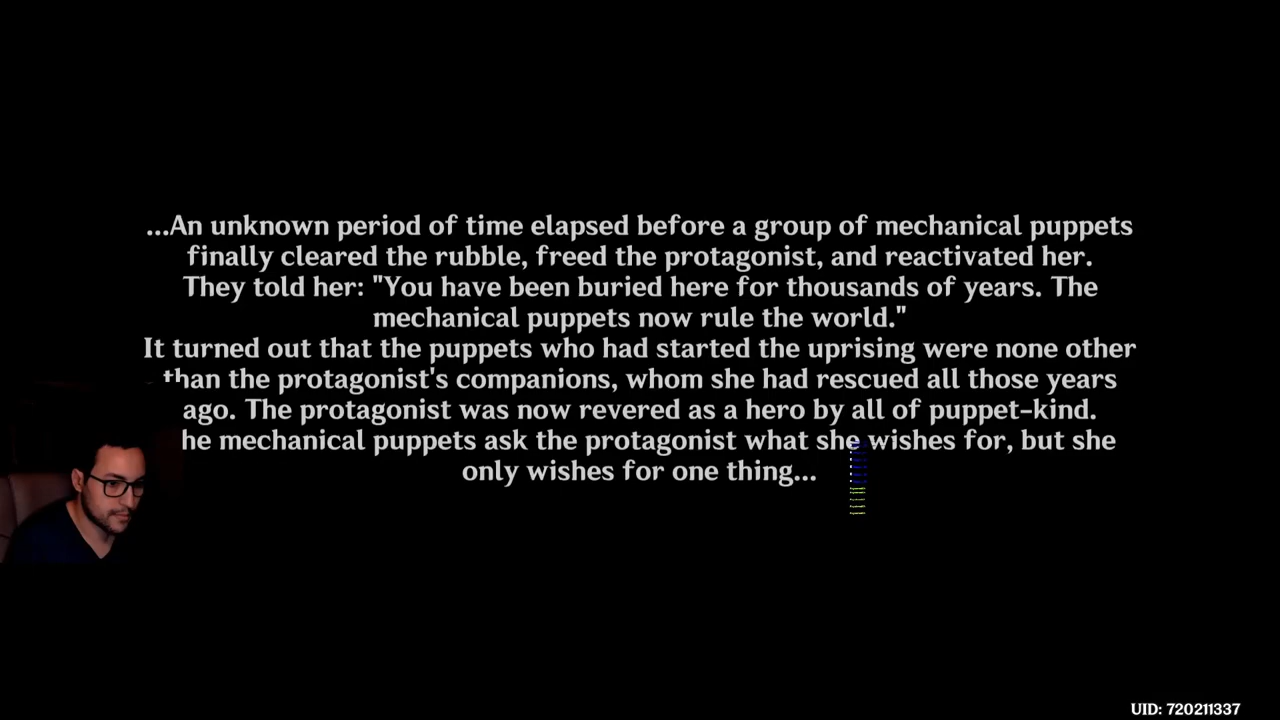 ...An unknown period of time elapsed before a group of mechanical puppets
finally cleared the rubble, freed the protagonist, and reactivated her.
They told her: "You have been buried here for thousands of years. The
mechanical puppets now rule the world."
It turned out that the puppets who had started the uprising were none other
than the protagonist's companions, whom she had rescued all those years
ago. The protagonist was now revered as a hero by all of puppet-kind.
he mechanical puppets ask the protagonist what she wishes for, but she
only wishes for one thing...
UID: 720211337